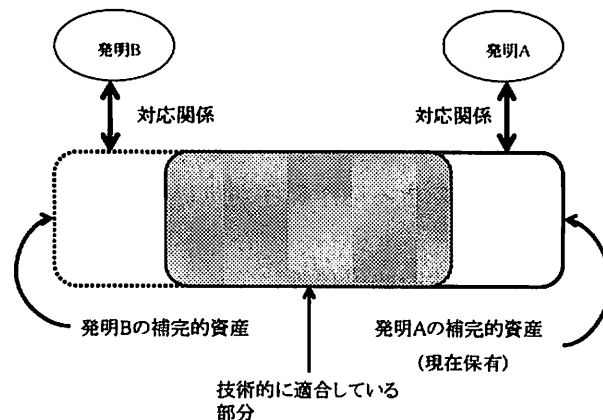 発明B
発明A
対応関係
対応関係
発明Bの補完的資産
発明Aの補完的資産
(現在保有)
技術的に適合している
部分